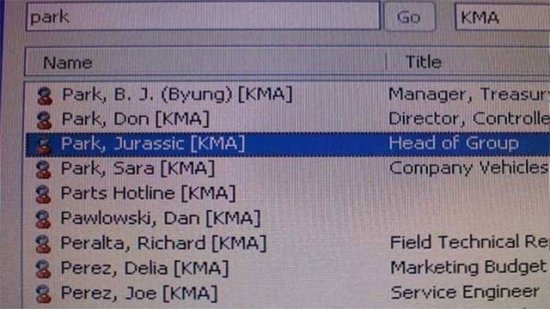 park Go KMA
Name Title
Park, B. J. (Byung) [KMA] Manager, Treasur
Park, Don [KMA] Director, Controlle
Park, Jurassic [KMA] Head of Group
Park, Sara [KMA] Company Vehicles
Parts Hotline [KMA]
Pawlowski, Dan [KMA]
Peralta, Richard [KMA] Field Technical Re
Perez, Delia [KMA] Marketing Budget
Perez, Joe [KMA] Service Engineer